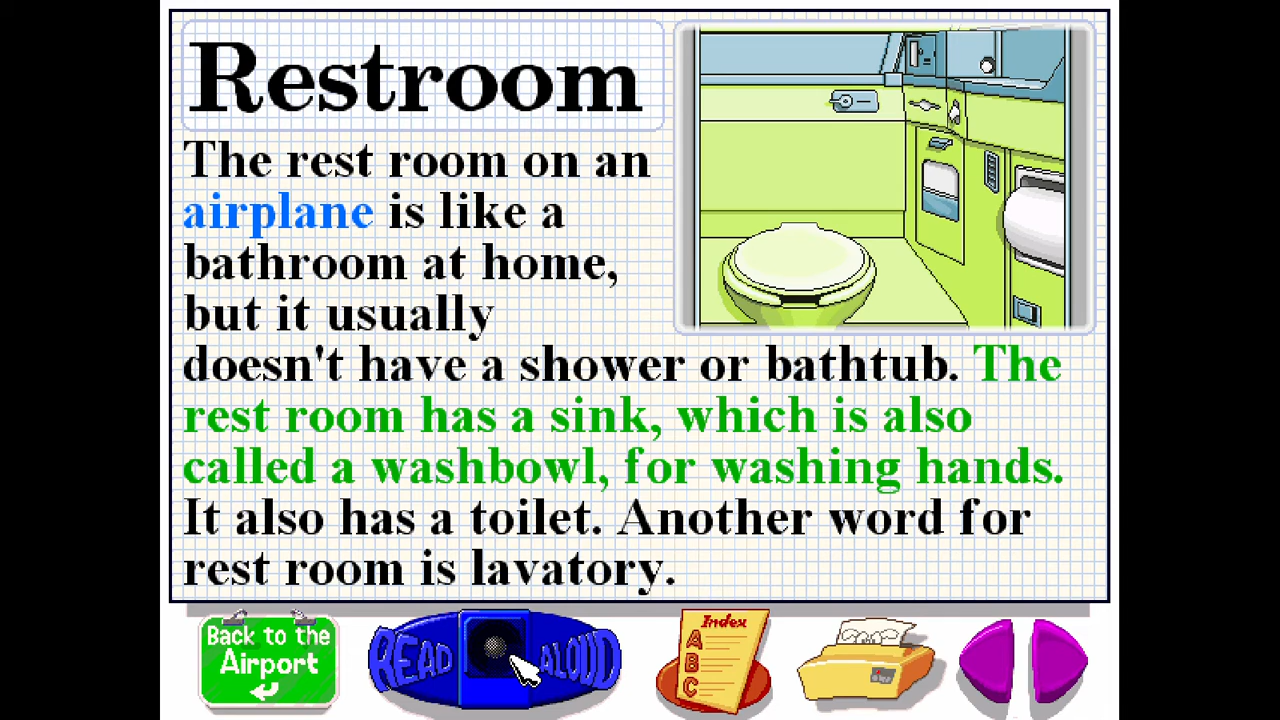 Restroom
The rest room on an
airplane is like a
bathroom at home,
but it usually
doesn't have a shower or bathtub. The
rest room has a sink, which is also
called a washbowl, for washing hands.
It also has a toilet. Another word for
rest room is lavatory.
Back to the
Airport
READ ALOUD
Index
A
B
C